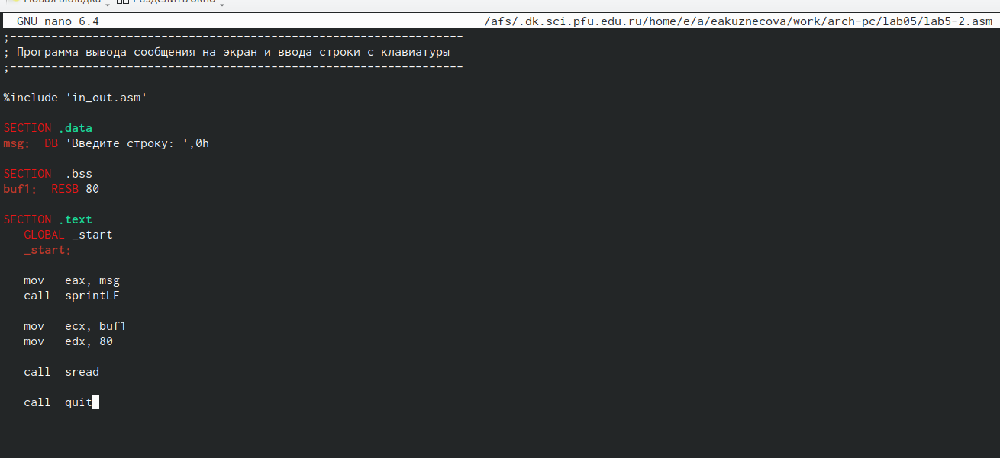 Новая вкладка Разделить окно
GNU nano 6.4 /afs/.dk.sci.pfu.edu.ru/home/e/a/eakuznecova/work/arch-pc/lab05/lab5-2.asm
;------------------------------------------------------------------
; Программа вывода сообщения на экран и ввода строки с клавиатуры
;------------------------------------------------------------------
%include 'in_out.asm'
SECTION .data
msg: DB 'Введите строку: ',0h
SECTION .bss
buf1: RESB 80
SECTION .text
GLOBAL _start
_start:
mov eax, msg
call sprintLF
mov ecx, buf1
mov edx, 80
call sread
call quit